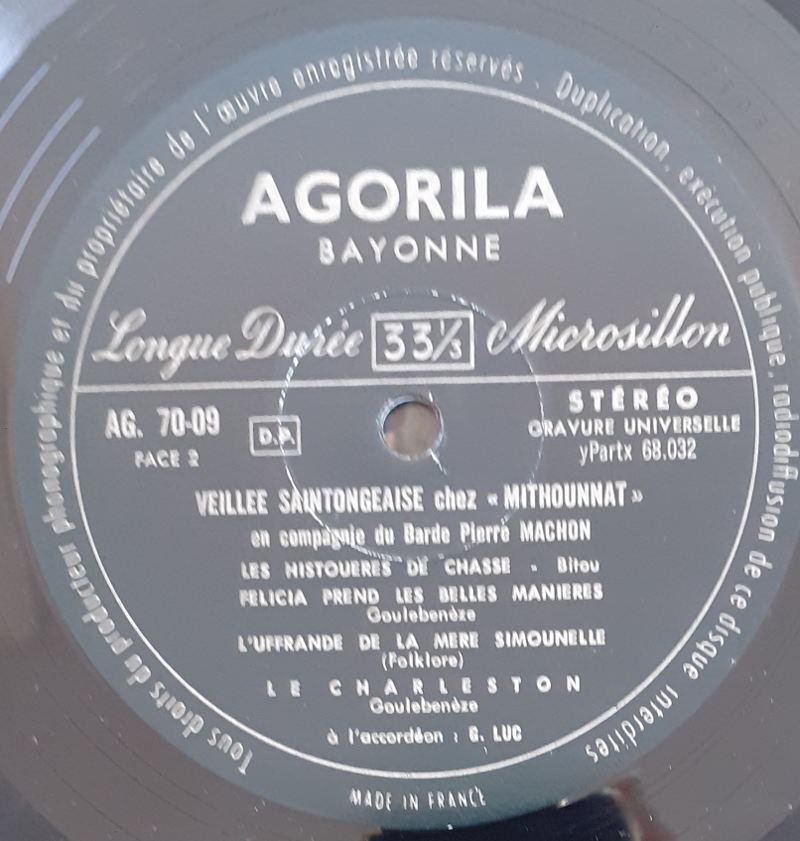 Tous droits du producteur phonographique et du propriétaire de l'œuvre enregistrée réservés. Duplication, exécution publique, radiodiffusion de ce disque interdites
AGORILA
BAYONNE
Longue Durée 33 1/3 Microsillon
AG. 70-09
FACE 2
D.P.
STÉRÉO
GRAVURE UNIVERSELLE
yPartx 68.032
VEILLEE SAINTONGEAISE chez « MITHOUNNAT »
en compagnie du Barde Pierre MACHON
LES HISTOUERES DE CHASSE - Bitou
FELICIA PREND LES BELLES MANIERES
Goulebenèze
L'UFFRANDE DE LA MERE SIMOUNELLE
(Folklore)
LE CHARLESTON
Goulebenèze
à l'accordéon : G. LUC
MADE IN FRANCE